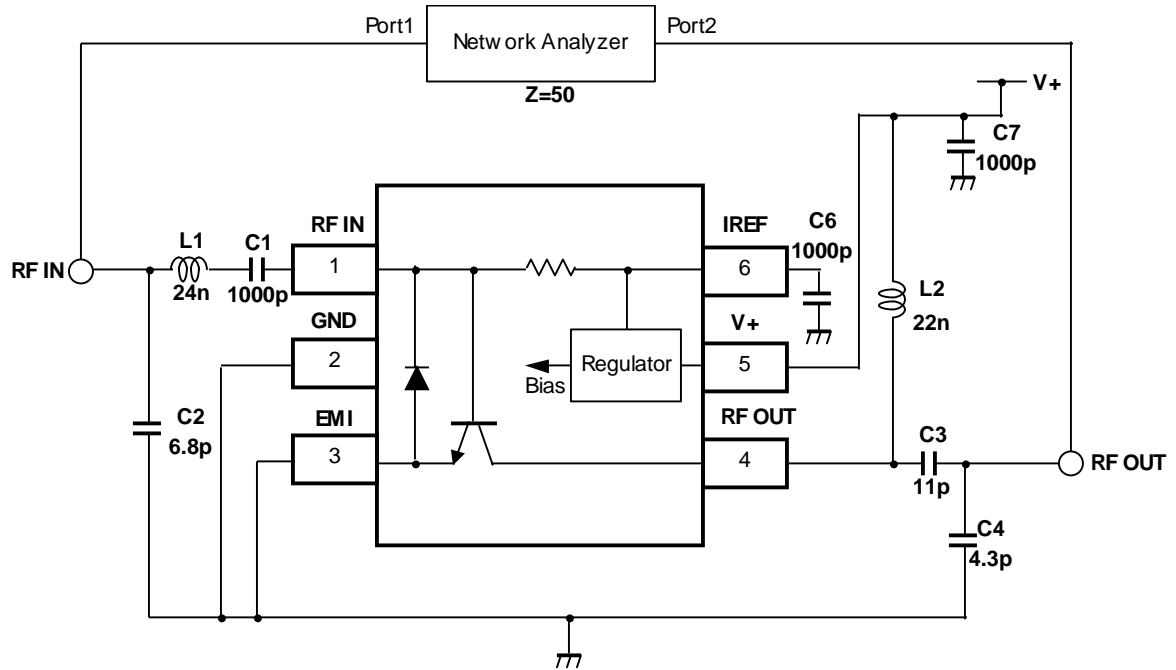 Port1
Network Analyzer
Port2
Z=50
V+
C7
1000p
RF IN
L1
24n
C1
1000p
RF IN
1
IREF
6
C6
1000p
GND
2
V+
5
L2
22n
Regulator
Bias
C2
6.8p
EMI
3
RF OUT
4
C3
11p
RF OUT
C4
4.3p